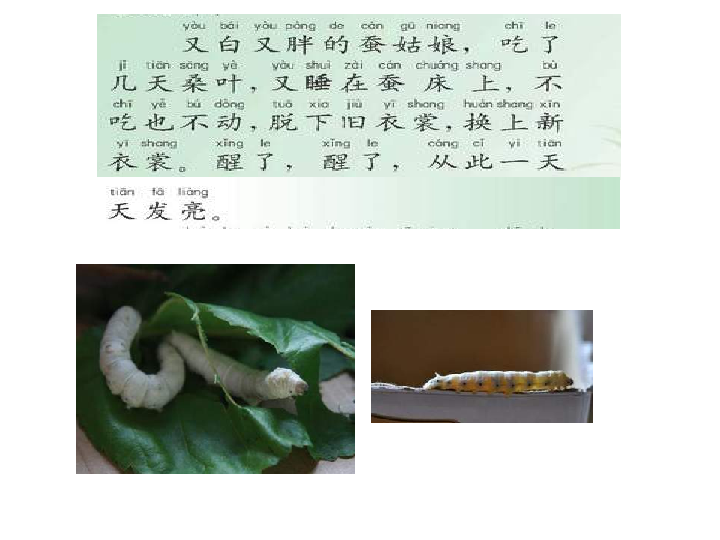 yòu bái yòu pàng de cán gū niang, chī le
又白又胖的蚕姑娘，吃了
jǐ tiān sāng yè yòu shuì zài cán chuáng shang bù
几天桑叶，又睡在蚕床上，不
chī yě bú dòng tuō xia jiù yī shang huàn shang xīn
吃也不动，脱下旧衣裳，换上新
yī shang xǐng le xǐng le cóng cǐ yì tiān
衣裳。醒了，醒了，从此一天
tiān fā liàng
天发亮。